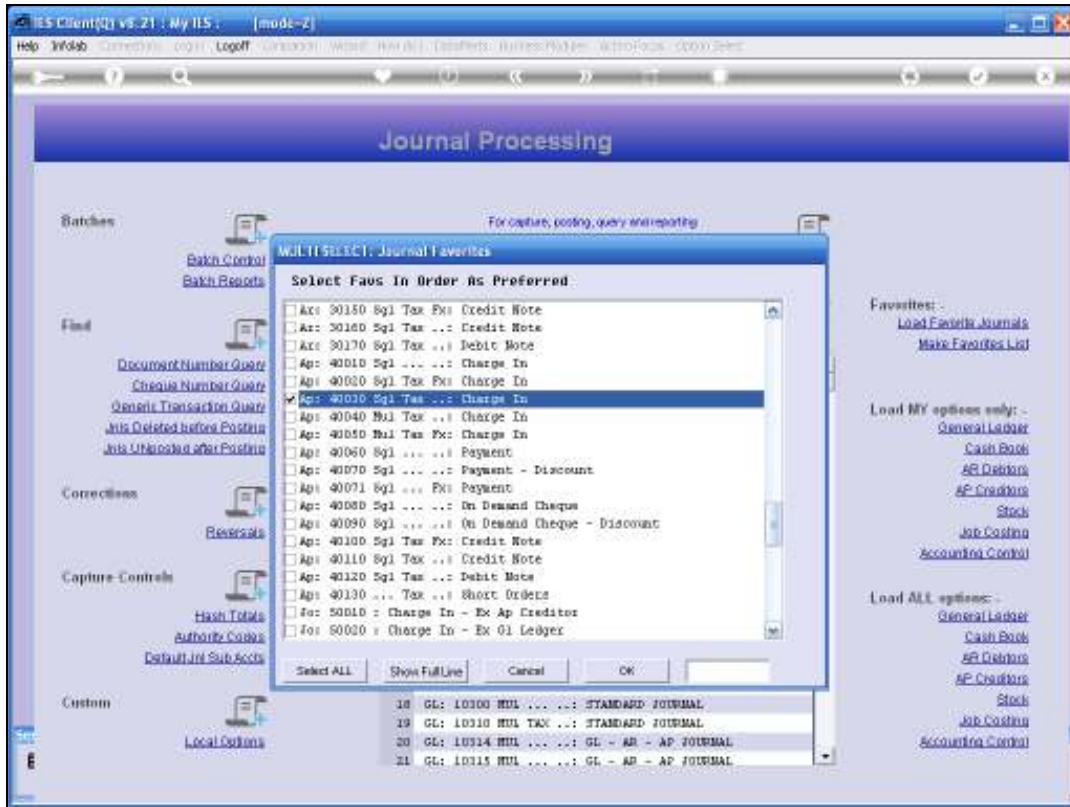 IES Client(Q) v8.21 : My IES : [mode=2]
Help Infolab Logoff
Journal Processing
Batches
For capture, posting, query and reporting
Batch Control
Batch Reports
MULTI SELECT: Journal Favorites
Select Favs In Order As Preferred
Ar: 30150 Sgl Tax Fx: Credit Note
Ar: 30160 Sgl Tax ..: Credit Note
Ar: 30170 Sgl Tax ..: Debit Note
Ap: 40010 Sgl ... ..: Charge In
Ap: 40020 Sgl Tax Fx: Charge In
Ap: 40030 Sgl Tax ..: Charge In
Ap: 40040 Mul Tax ..: Charge In
Ap: 40050 Mul Tax Fx: Charge In
Ap: 40060 Sgl ... ..: Payment
Ap: 40070 Sgl ... ..: Payment - Discount
Ap: 40071 Sgl ... Fx: Payment
Ap: 40080 Sgl ... ..: On Demand Cheque
Ap: 40090 Sgl ... ..: On Demand Cheque - Discount
Ap: 40100 Sgl Tax Fx: Credit Note
Ap: 40110 Sgl Tax ..: Credit Note
Ap: 40120 Sgl Tax ..: Debit Note
Ap: 40130 ... Tax ..: Short Orders
Jo: 50010 : Charge In - Ex Ap Creditor
Jo: 50020 : Charge In - Ex Gl Ledger
Select ALL Show Full Line Cancel OK
Find
Document Number Query
Cheque Number Query
Generic Transaction Query
Jnls Deleted before Posting
Jnls UNposted after Posting
Corrections
Reversals
Capture Controls
Hash Totals
Authority Codes
Default Jnl Sub Accts
Custom
Local Options
18 GL: 10300 MUL ... ..: STANDARD JOURNAL
19 GL: 10310 MUL TAX ..: STANDARD JOURNAL
20 GL: 10314 MUL ... ..: GL - AR - AP JOURNAL
21 GL: 10315 MUL ... ..: GL - AR - AP JOURNAL
Favorites: -
Load Favorite Journals
Make Favorites List
Load MY options only: -
General Ledger
Cash Book
AR Debtors
AP Creditors
Stock
Job Costing
Accounting Control
Load ALL options: -
General Ledger
Cash Book
AR Debtors
AP Creditors
Stock
Job Costing
Accounting Control